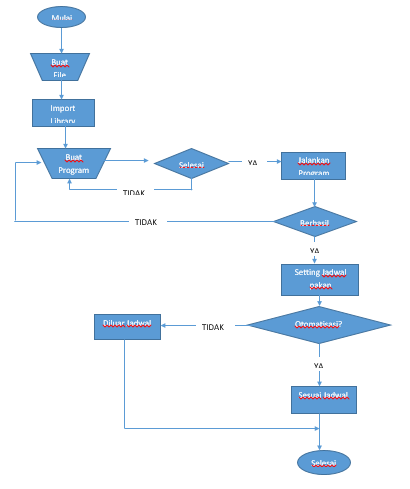 Mulai
Buat
File
Import
Library
Buat
Program
Selesai
YA
Jalankan
Program
TIDAK
TIDAK
Berhasil
YA
Setting Jadwal
pakan
Diluar Jadwal
TIDAK
Otomatisasi?
YA
Sesuai Jadwal
Selesai